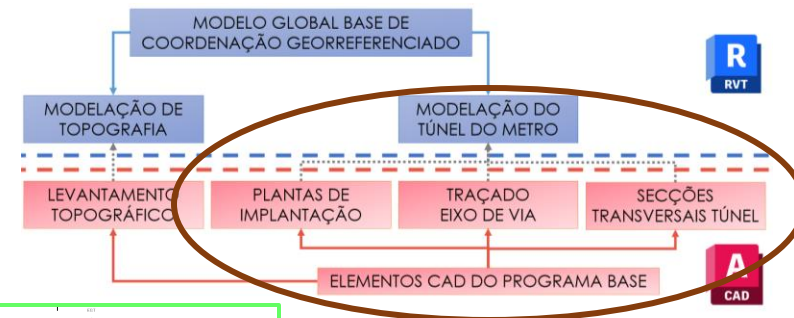 MODELO GLOBAL BASE DE
COORDENAÇÃO GEORREFERENCIADO
R
RVT
MODELAÇÃO DE
TOPOGRAFIA
MODELAÇÃO DO
TÚNEL DO METRO
LEVANTAMENTO
TOPOGRÁFICO
PLANTAS DE
IMPLANTAÇÃO
TRAÇADO
EIXO DE VIA
SECÇÕES
TRANSVERSAIS TÚNEL
ELEMENTOS CAD DO PROGRAMA BASE
A
CAD